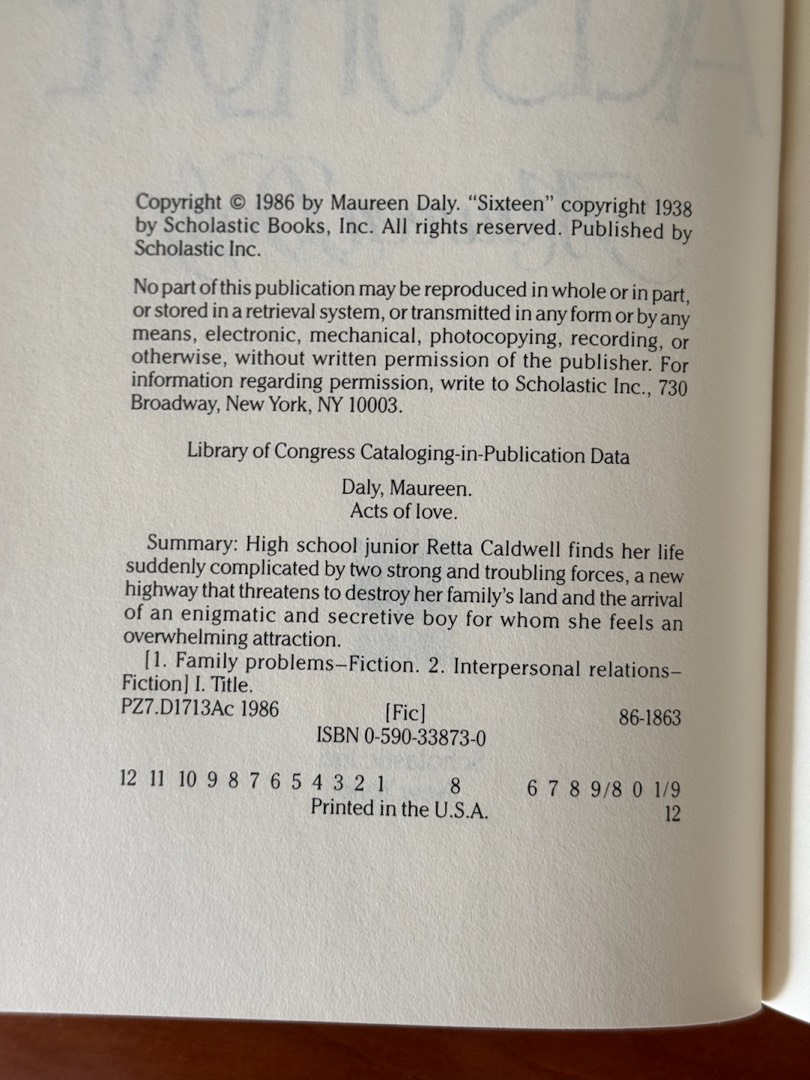 Copyright © 1986 by Maureen Daly. “Sixteen” copyright 1938
by Scholastic Books, Inc. All rights reserved. Published by
Scholastic Inc.
No part of this publication may be reproduced in whole or in part,
or stored in a retrieval system, or transmitted in any form or by any
means, electronic, mechanical, photocopying, recording, or
otherwise, without written permission of the publisher. For
information regarding permission, write to Scholastic Inc., 730
Broadway, New York, NY 10003.
Library of Congress Cataloging-in-Publication Data
Daly, Maureen.
Acts of love.
Summary: High school junior Retta Caldwell finds her life
suddenly complicated by two strong and troubling forces, a new
highway that threatens to destroy her family’s land and the arrival
of an enigmatic and secretive boy for whom she feels an
overwhelming attraction.
[1. Family problems–Fiction. 2. Interpersonal relations–
Fiction] I. Title.
PZ7.D1713Ac 1986 [Fic] 86-1863
ISBN 0-590-33873-0
12 11 10 9 8 7 6 5 4 3 2 1 8 6 7 8 9/8 0 1/9
Printed in the U.S.A. 12